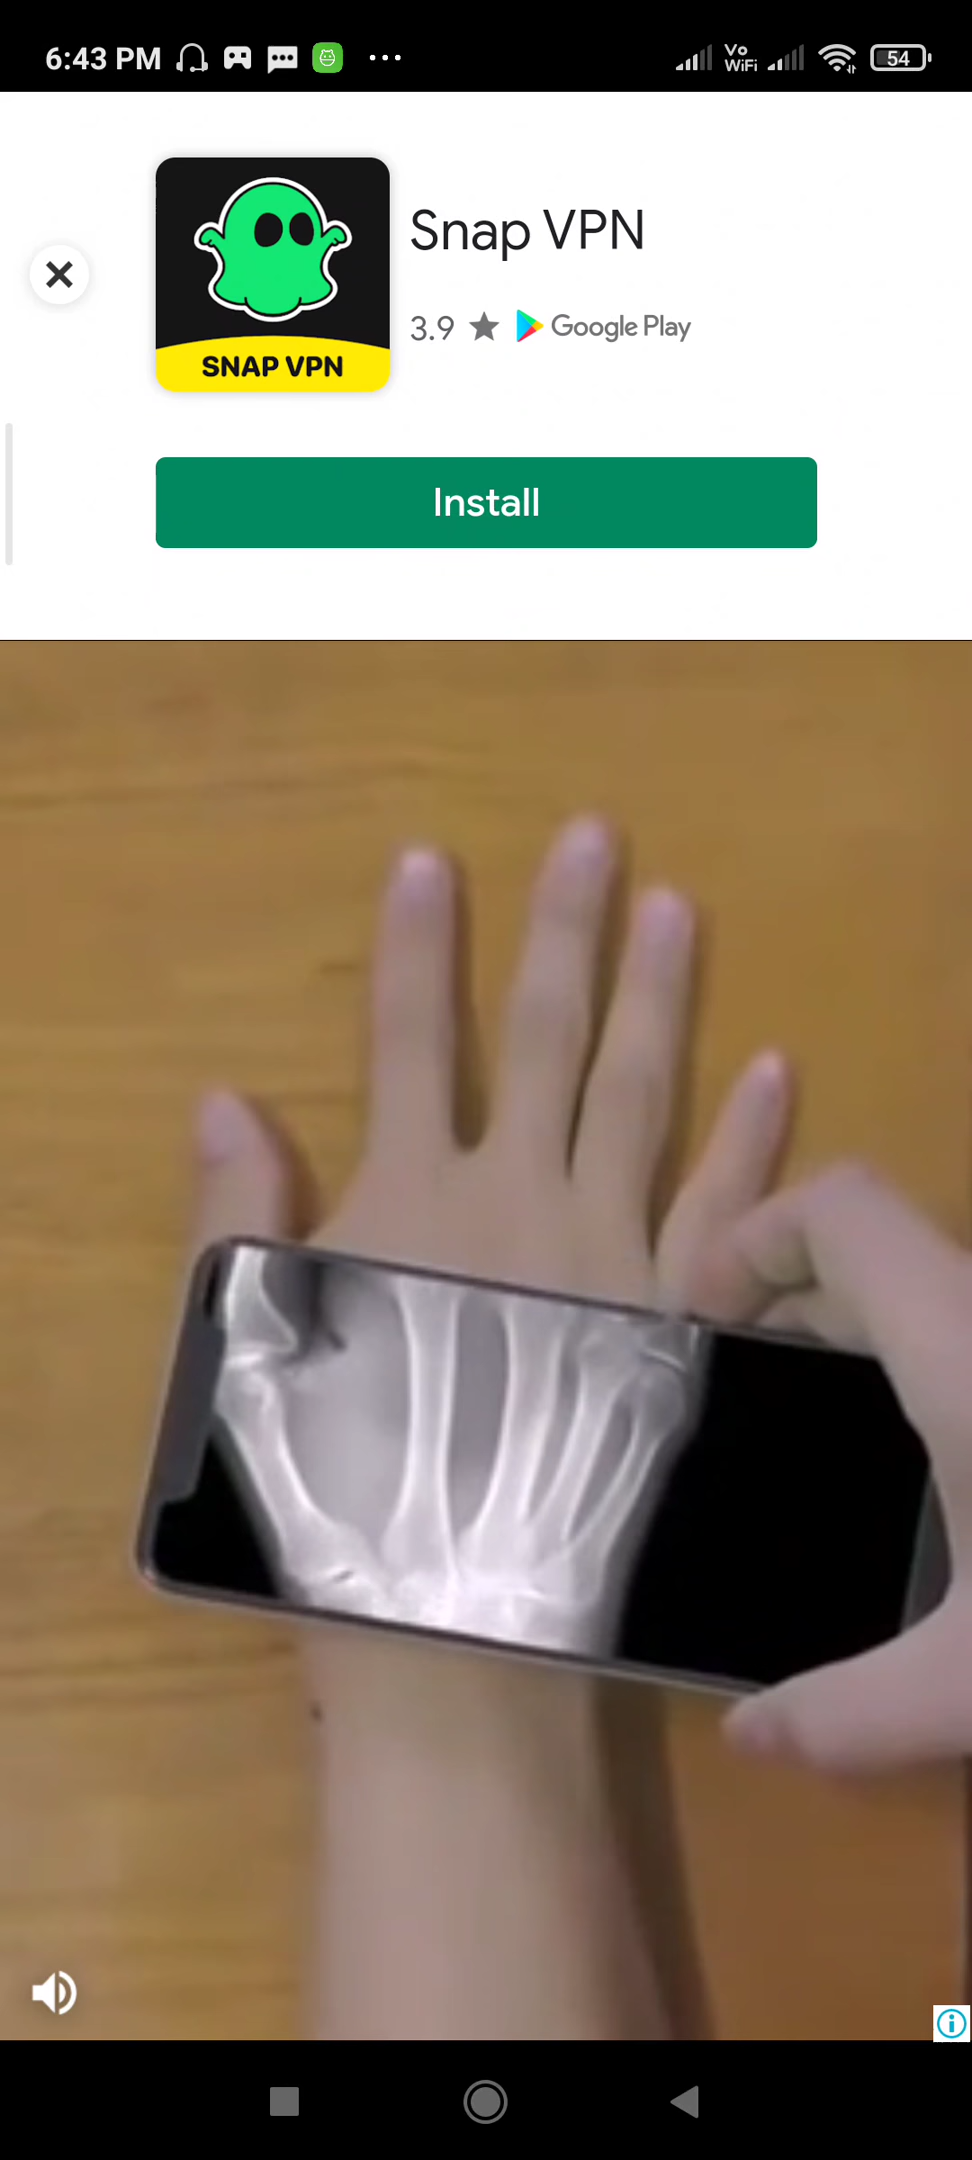 6:43 PM
Vo
WiFi
54
SNAP VPN
Snap VPN
3.9
Google Play
Install